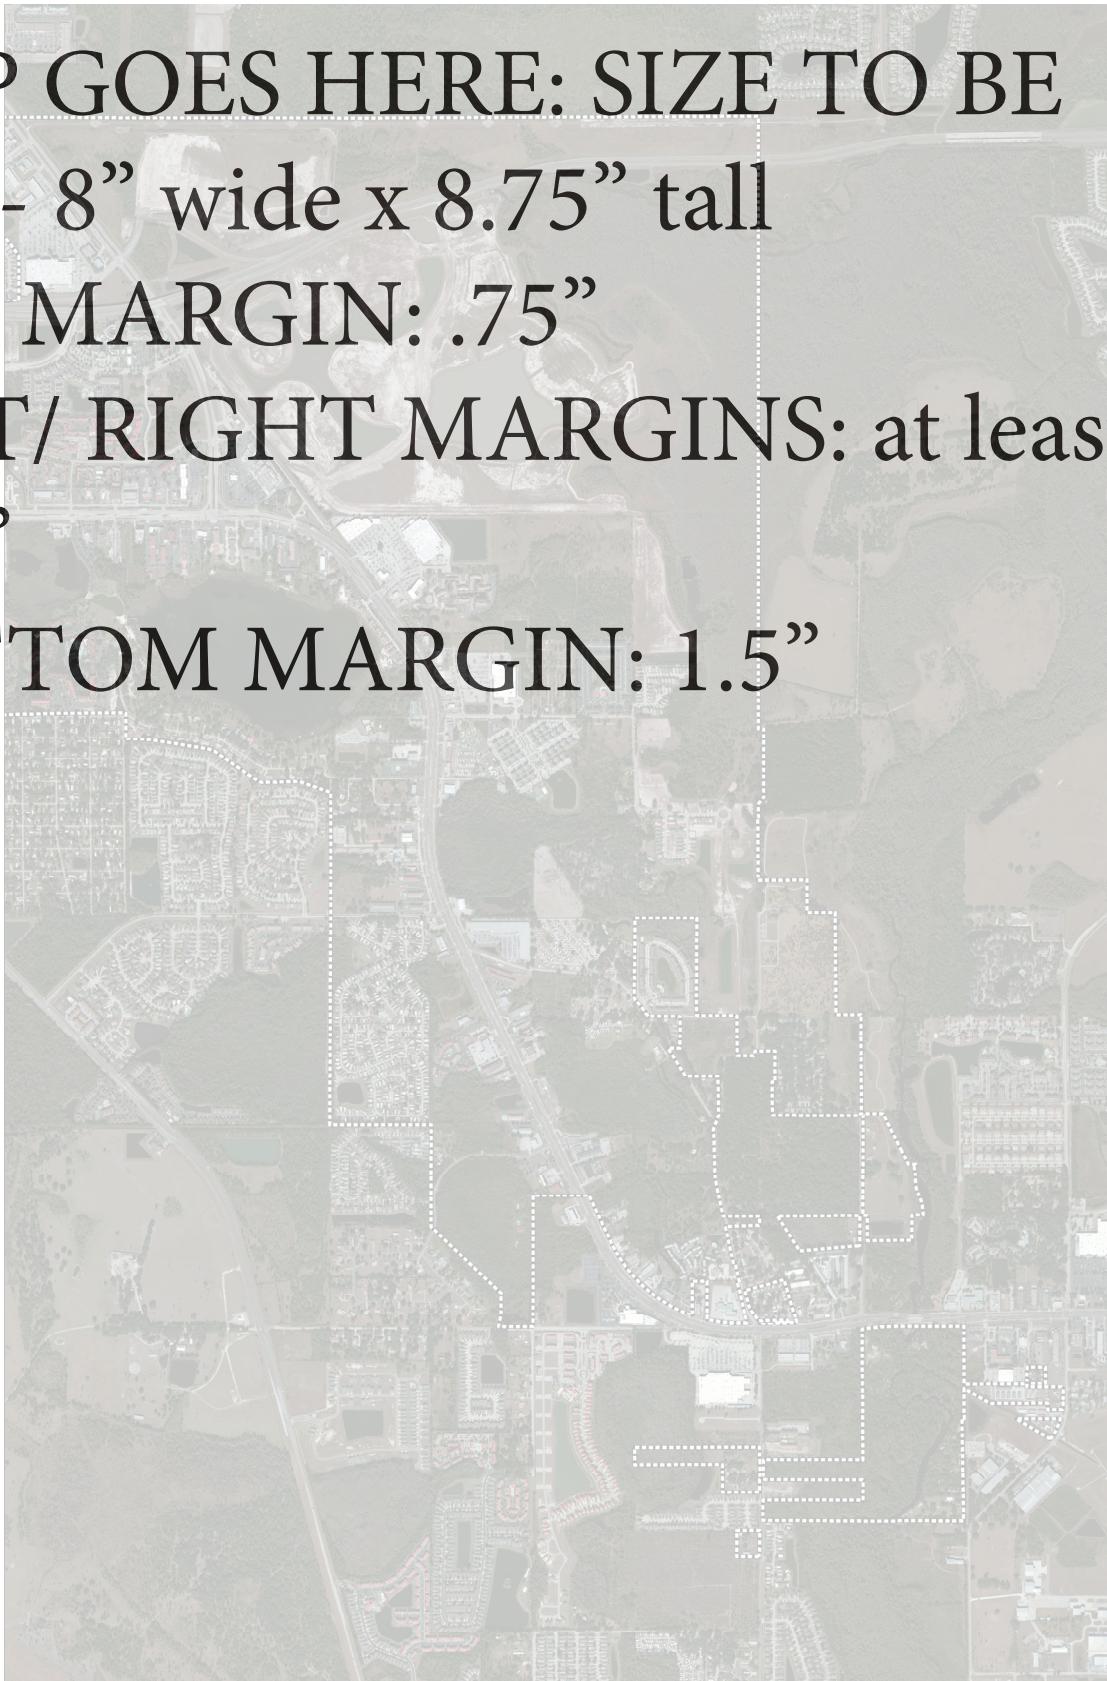 P GOES HERE: SIZE TO BE
- 8” wide x 8.75” tall
MARGIN: .75”
T/ RIGHT MARGINS: at leas
”
TOM MARGIN: 1.5”